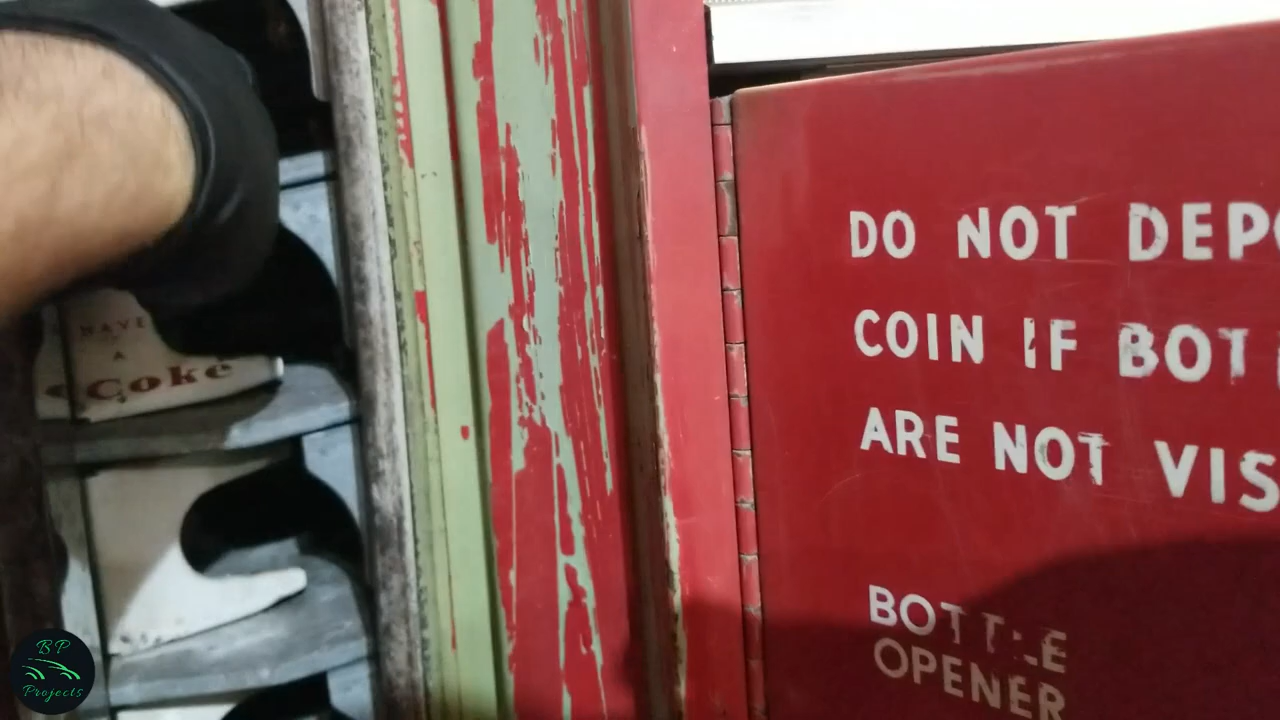 DO NOT DEPO
COIN IF BOT
ARE NOT VIS
BOTTLE
OPENER
HAVE
A
Coke
BP
Projects